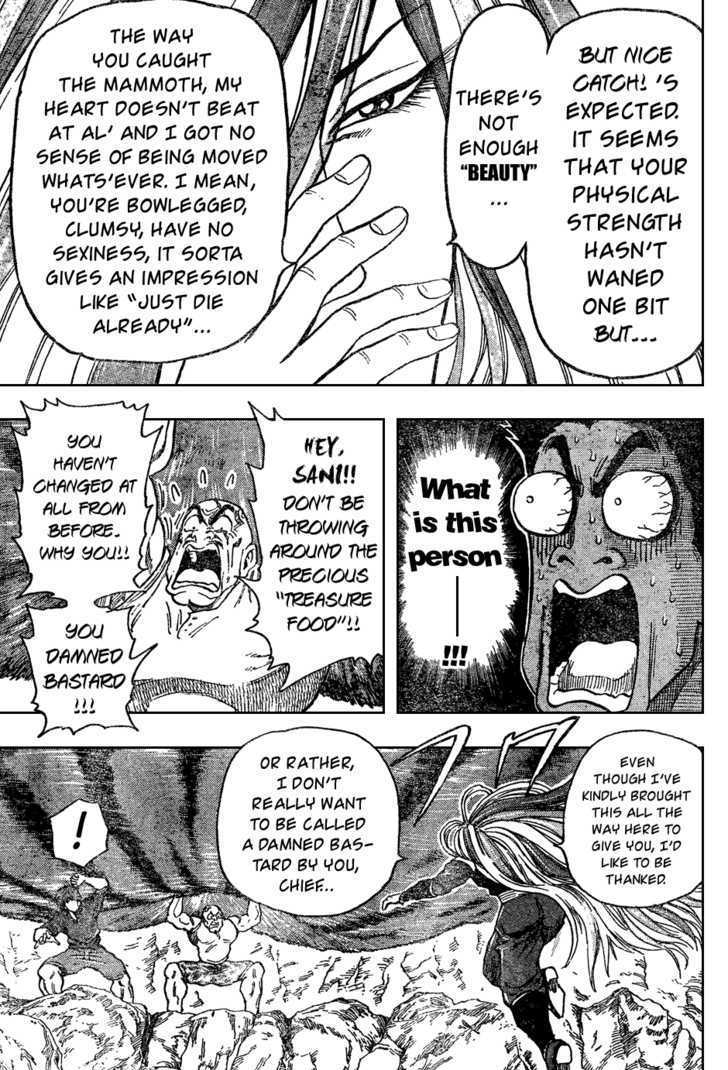 BUT NICE
CATCH! 'S
EXPECTED.
IT SEEMS
THAT YOUR
PHYSICAL
STRENGTH
HASN'T
WANED
ONE BIT
BUT...
THERE'S
NOT
ENOUGH
"BEAUTY"
...
THE WAY
YOU CAUGHT
THE MAMMOTH, MY
HEART DOESN'T BEAT
AT AL' AND I GOT NO
SENSE OF BEING MOVED
WHATS'EVER. I MEAN,
YOU'RE BOWLEGGED,
CLUMSY, HAVE NO
SEXINESS, IT SORTA
GIVES AN IMPRESSION
LIKE "JUST DIE
ALREADY"...
What
is this
person
—
!!!
HEY,
SANI!!
DON'T BE
THROWING
AROUND THE
PRECIOUS
"TREASURE
FOOD"!!
YOU
HAVEN'T
CHANGED AT
ALL FROM
BEFORE.
WHY YOU!!
YOU
DAMNED
BASTARD
!!!
EVEN
THOUGH I'VE
KINDLY BROUGHT
THIS ALL THE
WAY HERE TO
GIVE YOU, I'D
LIKE TO BE
THANKED.
OR RATHER,
I DON'T
REALLY WANT
TO BE CALLED
A DAMNED BAS-
TARD BY YOU,
CHIEF...
!